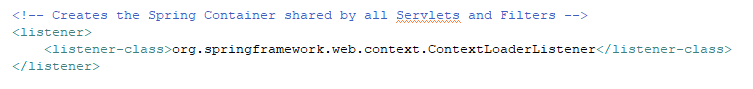 <!-- Creates the Spring Container shared by all Servlets and Filters -->
<listener>
    <listener-class>org.springframework.web.context.ContextLoaderListener</listener-class>
</listener>